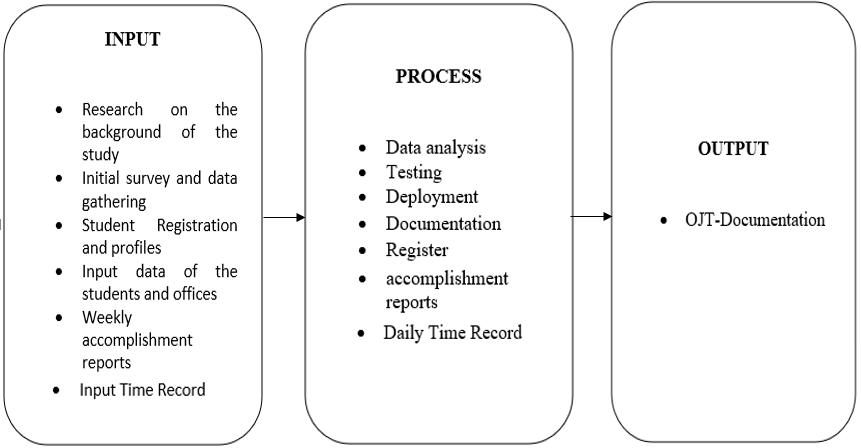 INPUT
• Research on the
background of the
study
• Initial survey and data
gathering
• Student Registration
and profiles
• Input data of the
students and offices
• Weekly
accomplishment
reports
• Input Time Record
PROCESS
• Data analysis
• Testing
• Deployment
• Documentation
• Register
• accomplishment
reports
• Daily Time Record
OUTPUT
• OJT-Documentation